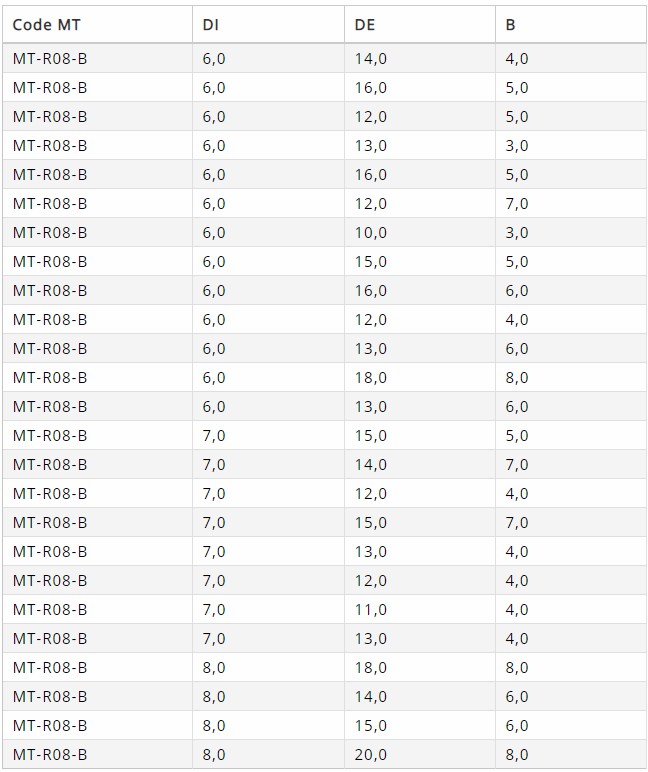 Code MT DI DE B
MT-R08-B 6,0 14,0 4,0
MT-R08-B 6,0 16,0 5,0
MT-R08-B 6,0 12,0 5,0
MT-R08-B 6,0 13,0 3,0
MT-R08-B 6,0 16,0 5,0
MT-R08-B 6,0 12,0 7,0
MT-R08-B 6,0 10,0 3,0
MT-R08-B 6,0 15,0 5,0
MT-R08-B 6,0 16,0 6,0
MT-R08-B 6,0 12,0 4,0
MT-R08-B 6,0 13,0 6,0
MT-R08-B 6,0 18,0 8,0
MT-R08-B 6,0 13,0 6,0
MT-R08-B 7,0 15,0 5,0
MT-R08-B 7,0 14,0 7,0
MT-R08-B 7,0 12,0 4,0
MT-R08-B 7,0 15,0 7,0
MT-R08-B 7,0 13,0 4,0
MT-R08-B 7,0 12,0 4,0
MT-R08-B 7,0 11,0 4,0
MT-R08-B 7,0 13,0 4,0
MT-R08-B 8,0 18,0 8,0
MT-R08-B 8,0 14,0 6,0
MT-R08-B 8,0 15,0 6,0
MT-R08-B 8,0 20,0 8,0